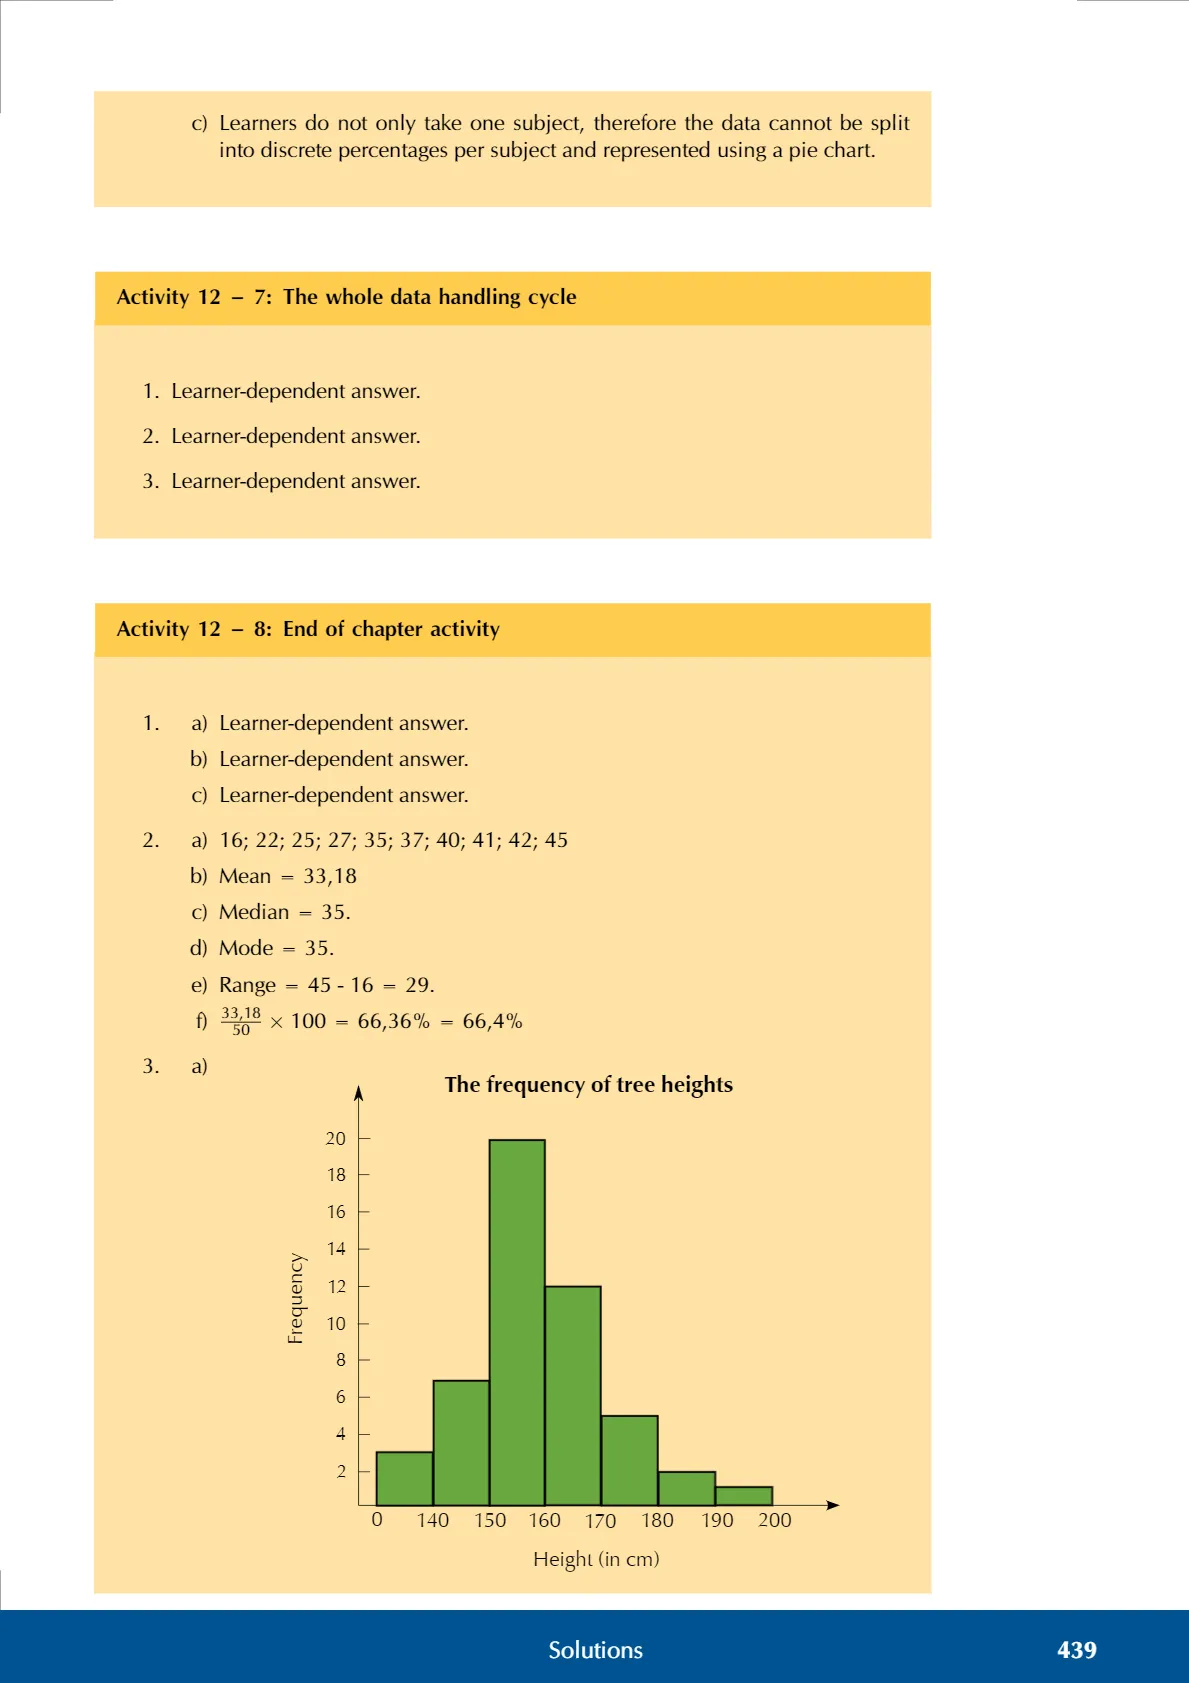 c) Learners do not only take one subject, therefore the data cannot be split
into discrete percentages per subject and represented using a pie chart.
Activity 12 – 7: The whole data handling cycle
1. Learner-dependent answer.
2. Learner-dependent answer.
3. Learner-dependent answer.
Activity 12 – 8: End of chapter activity
1. a) Learner-dependent answer.
b) Learner-dependent answer.
c) Learner-dependent answer.
2. a) 16; 22; 25; 27; 35; 37; 40; 41; 42; 45
b) Mean = 33,18
c) Median = 35.
d) Mode = 35.
e) Range = 45 - 16 = 29.
f) 33,18/50 × 100 = 66,36% = 66,4%
3. a)
The frequency of tree heights
20
18
16
14
12
10
8
6
4
2
Frequency
0 140 150 160 170 180 190 200
Height (in cm)
Solutions 439